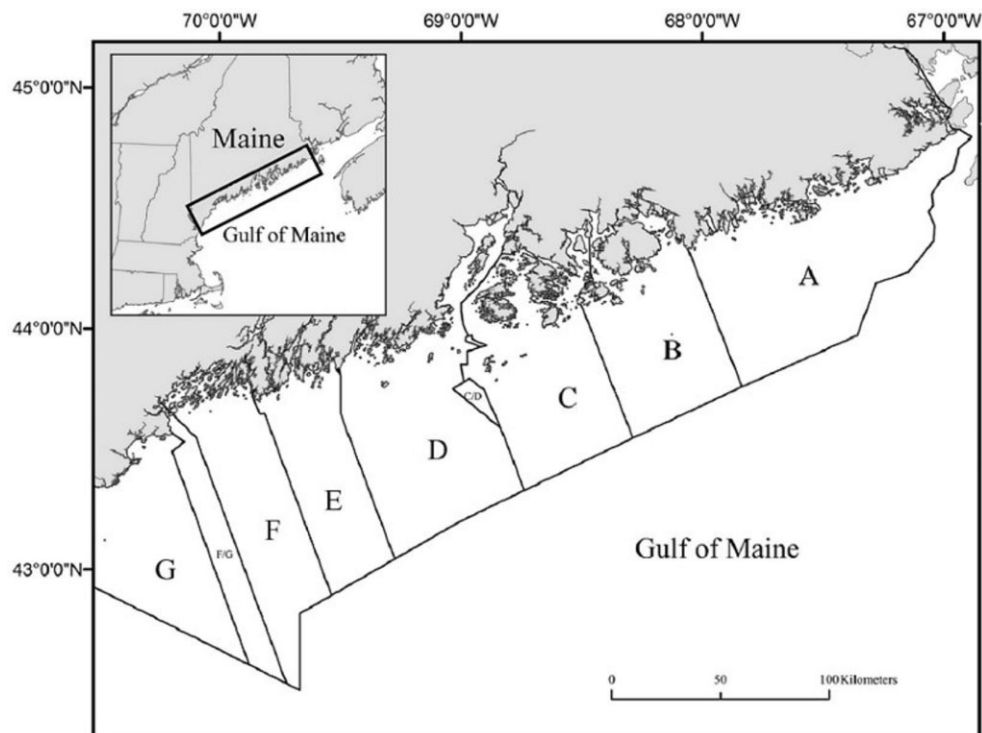 70°0'0"W 69°0'0"W 68°0'0"W 67°0'0"W
45°0'0"N
44°0'0"N
43°0'0"N
Maine
Gulf of Maine
A
B
C
C/D
D
E
F
F/G
G
Gulf of Maine
0 50 100 Kilometers